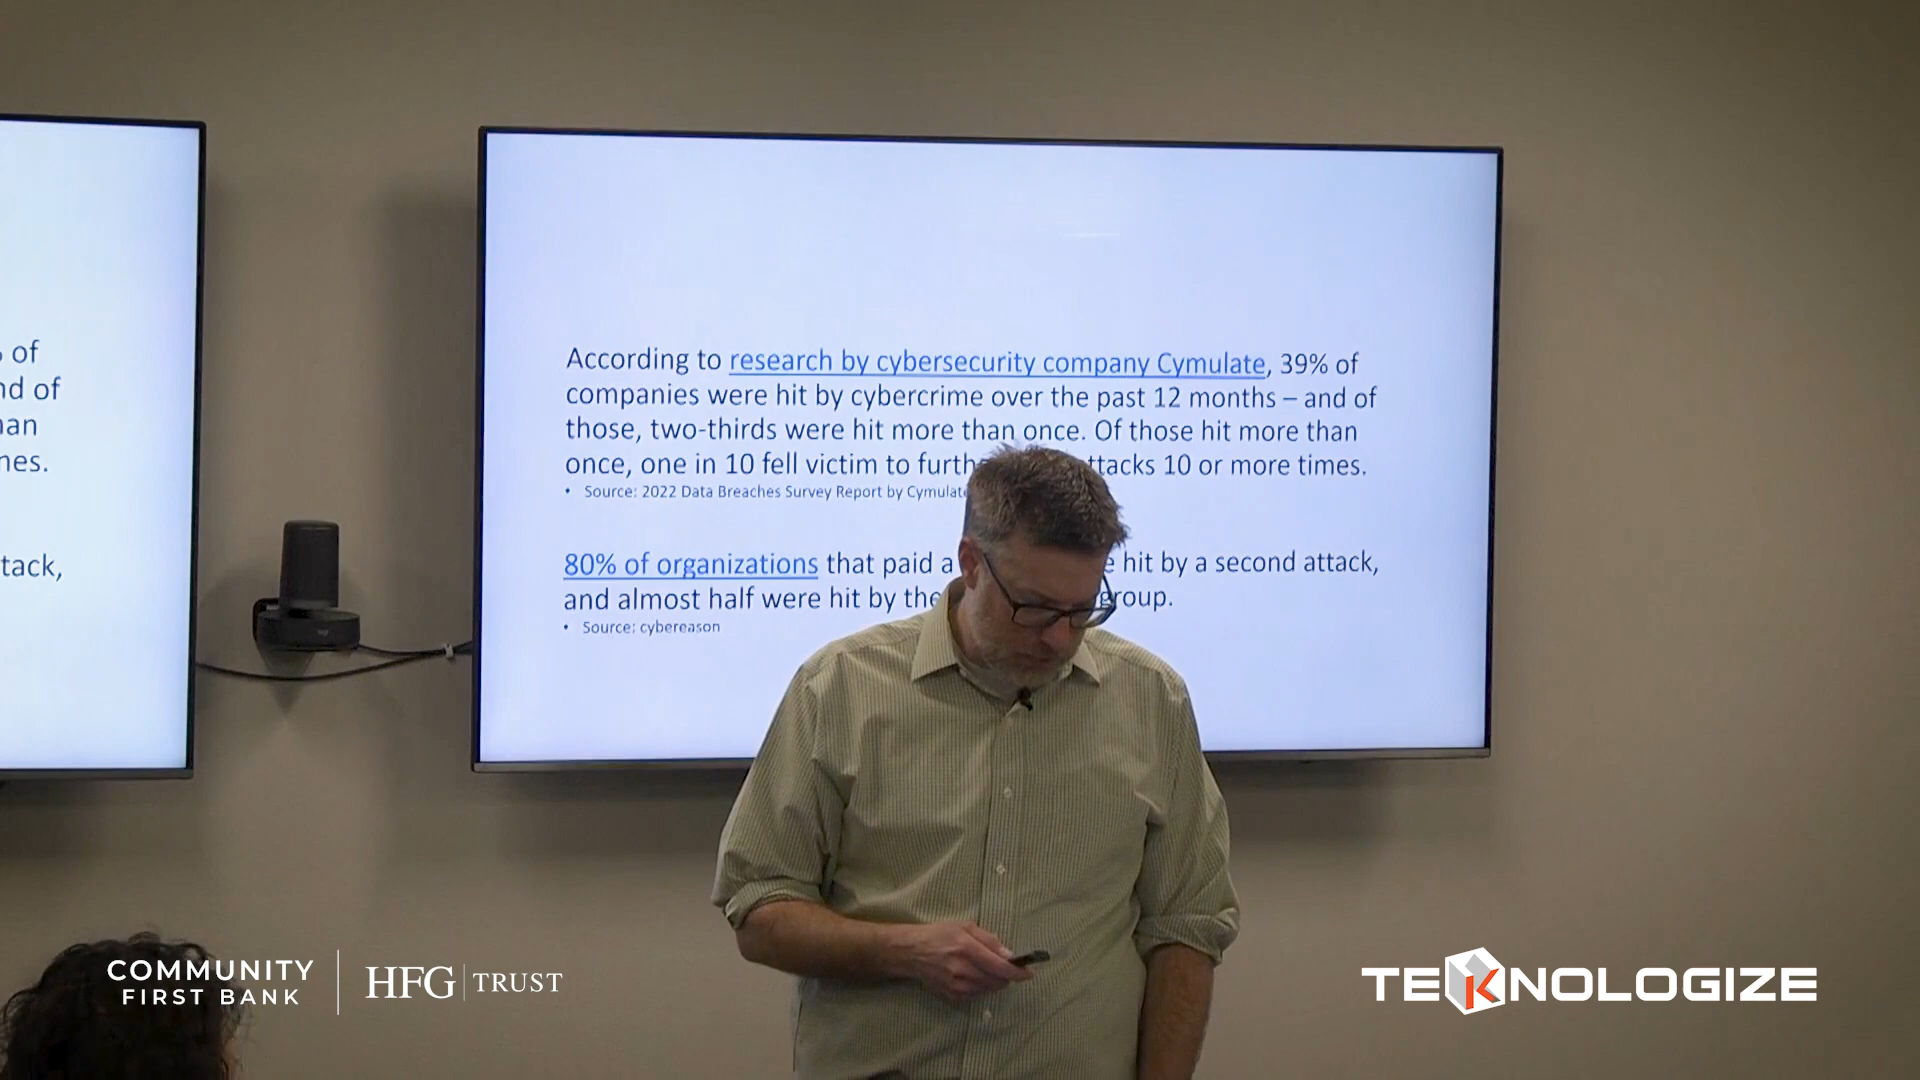 of
nd of
an
nes.
tack,
According to research by cybersecurity company Cymulate, 39% of
companies were hit by cybercrime over the past 12 months – and of
those, two-thirds were hit more than once. Of those hit more than
once, one in 10 fell victim to furth ttacks 10 or more times.
• Source: 2022 Data Breaches Survey Report by Cymulate
80% of organizations that paid a hit by a second attack,
and almost half were hit by the group.
• Source: cybereason
COMMUNITY
FIRST BANK
HFG TRUST
TEKNOLOGIZE